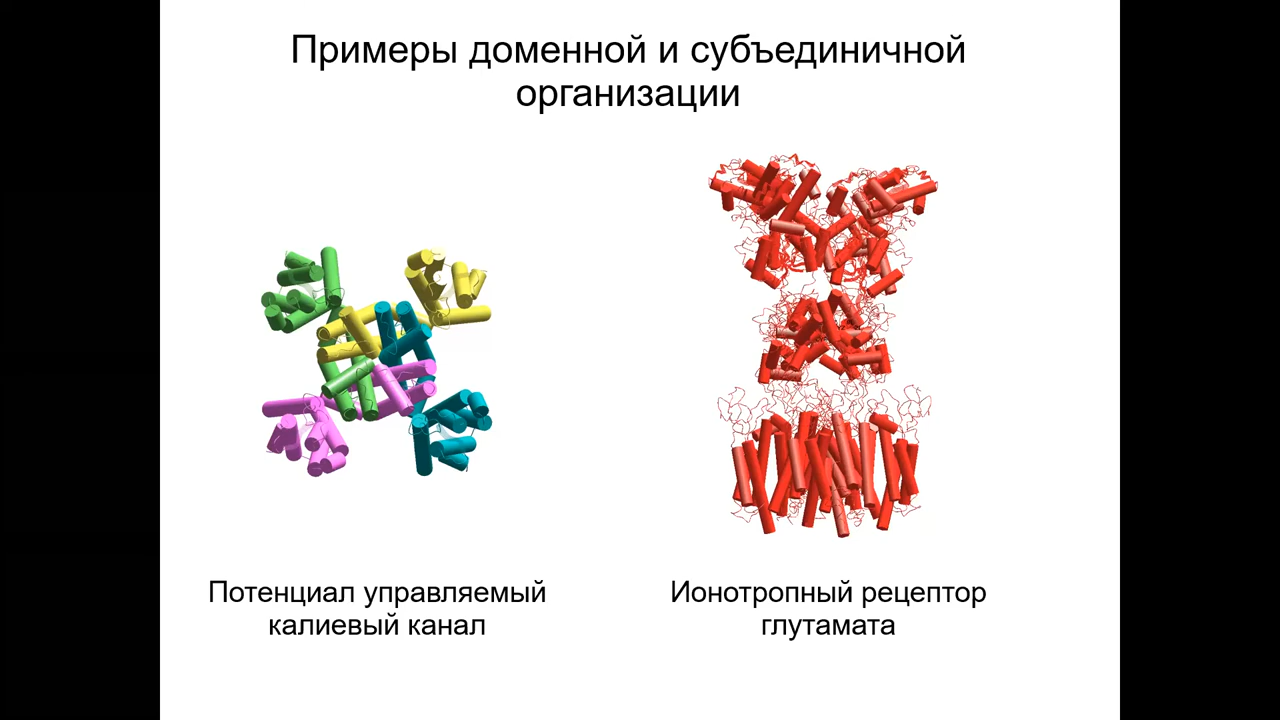 Примеры доменной и субъединичной
организации
Потенциал управляемый
калиевый канал
Ионотропный рецептор
глутамата